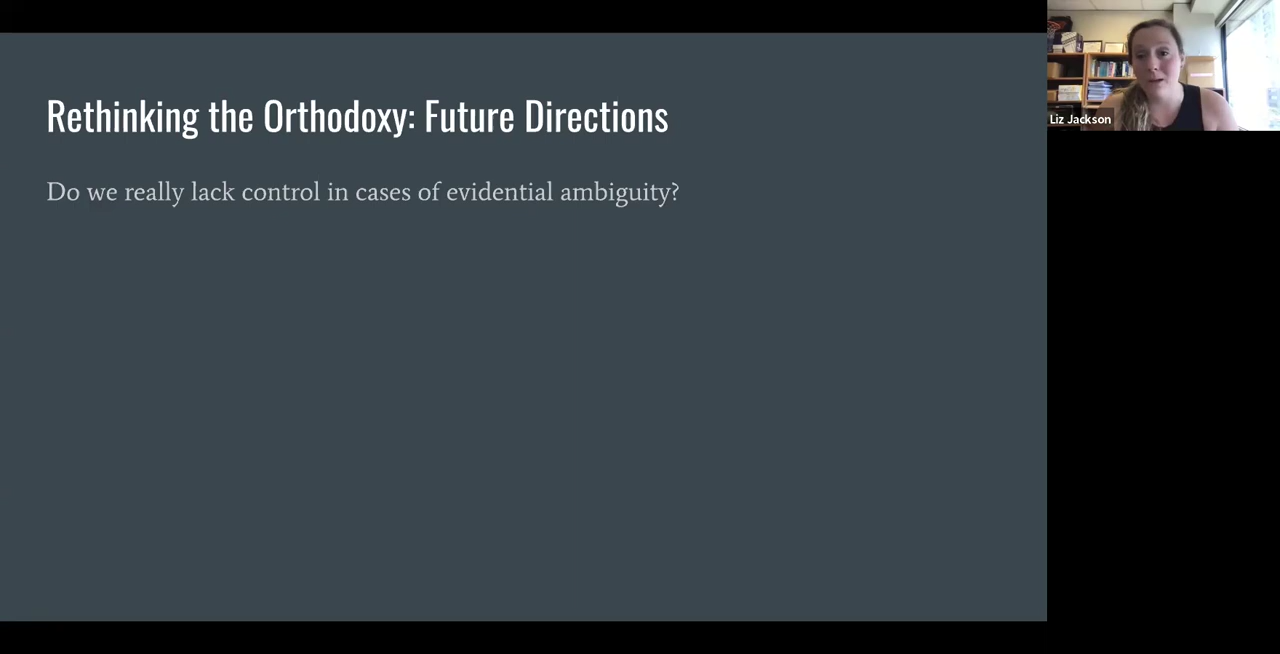 Rethinking the Orthodoxy: Future Directions
Do we really lack control in cases of evidential ambiguity?
Liz Jackson